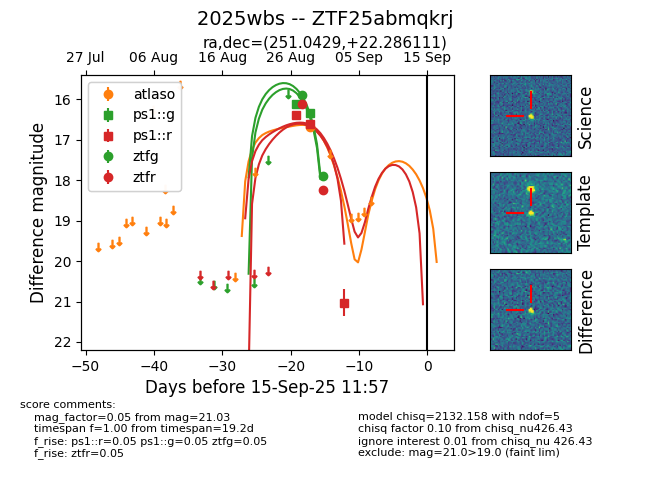 2025wbs -- ZTF25abmqkrj
ra,dec=(251.0429,+22.286111)
27 Jul 06 Aug 16 Aug 26 Aug 05 Sep 15 Sep
atlaso
ps1::g
ps1::r
ztfg
ztfr
16
17
18
19
20
21
22
Difference magnitude
−50 −40 −30 −20 −10 0
Days before 15-Sep-25 11:57
Science
Template
Difference
score comments:
mag_factor=0.05 from mag=21.03
timespan f=1.00 from timespan=19.2d
f_rise: ps1::r=0.05 ps1::g=0.05 ztfg=0.05
f_rise: ztfr=0.05
model chisq=2132.158 with ndof=5
chisq factor 0.10 from chisq_nu426.43
ignore interest 0.01 from chisq_nu 426.43
exclude: mag=21.0>19.0 (faint lim)